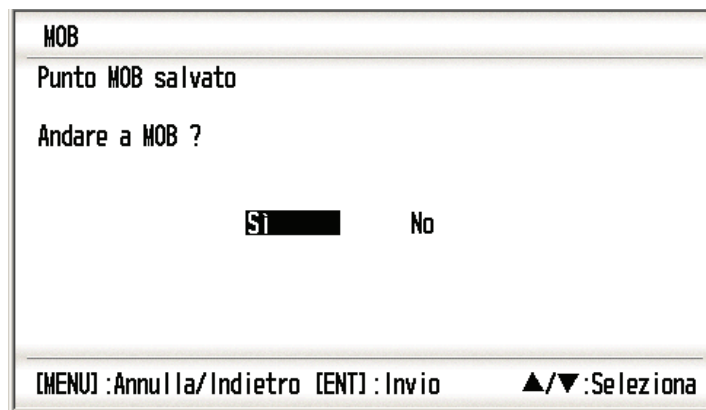 MOB
Punto MOB salvato
Andare a MOB ?
Sì No
[MENU]:Annulla/Indietro [ENT]:Invio ▲/▼:Seleziona